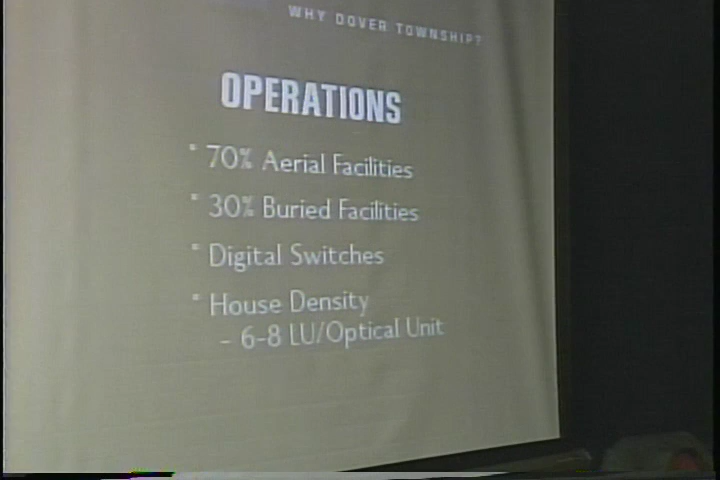 WHY DOVER TOWNSHIP?
OPERATIONS
" 70% Aerial Facilities
" 30% Buried Facilities
" Digital Switches
" House Density
- 6-8 LU/Optical Unit